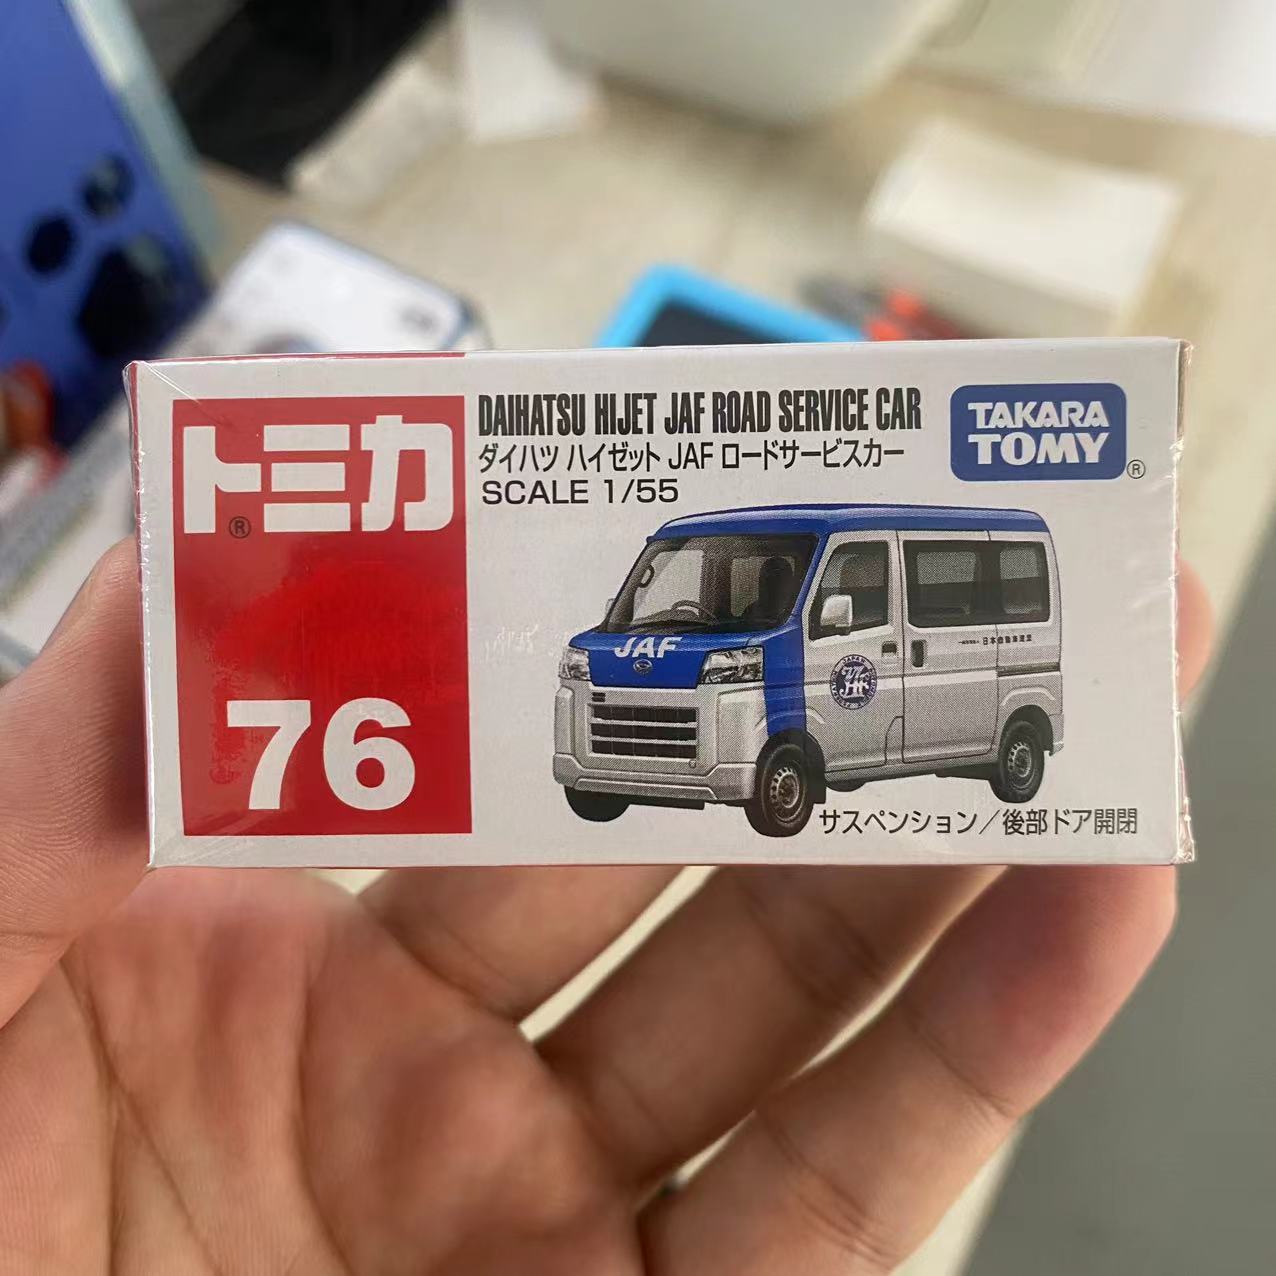 トミカ®
76
DAIHATSU HIJET JAF ROAD SERVICE CAR
ダイハツ ハイゼット JAF ロードサービスカー
SCALE 1/55
TAKARA
TOMY®
JAF
サスペンション／後部ドア開閉